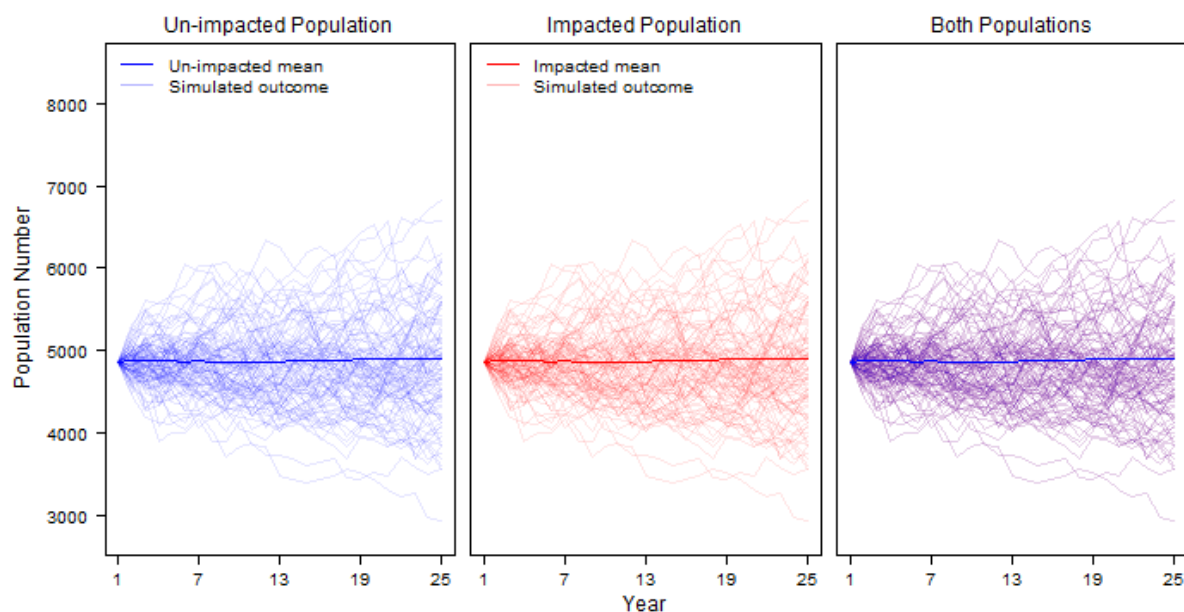 Un-impacted Population
Impacted Population
Both Populations
Un-impacted mean
Simulated outcome
Impacted mean
Simulated outcome
Population Number
8000
7000
6000
5000
4000
3000
1 7 13 19 25
1 7 13 19 25
1 7 13 19 25
Year